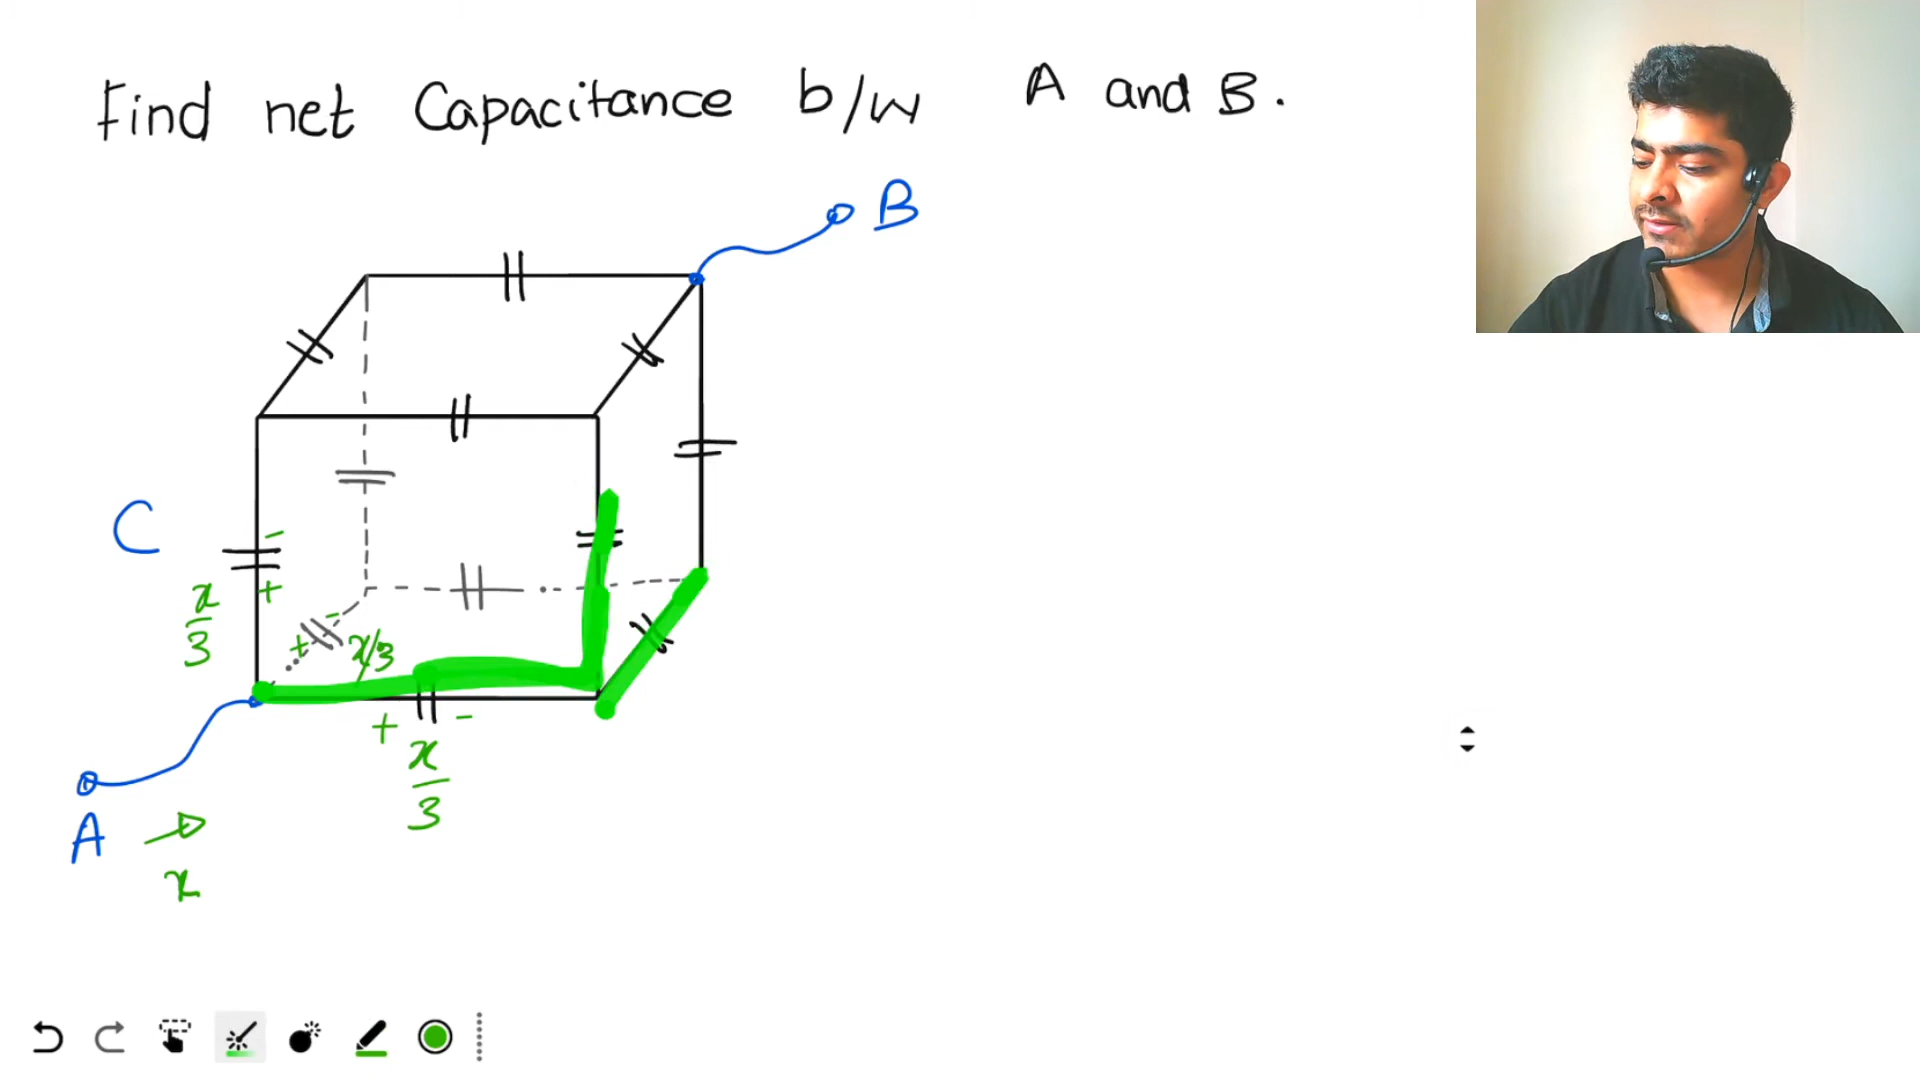 Find net Capacitance b/w A and B.
B
C
-
+
x/3
+ -
x/3
+ -
x/3
A
x